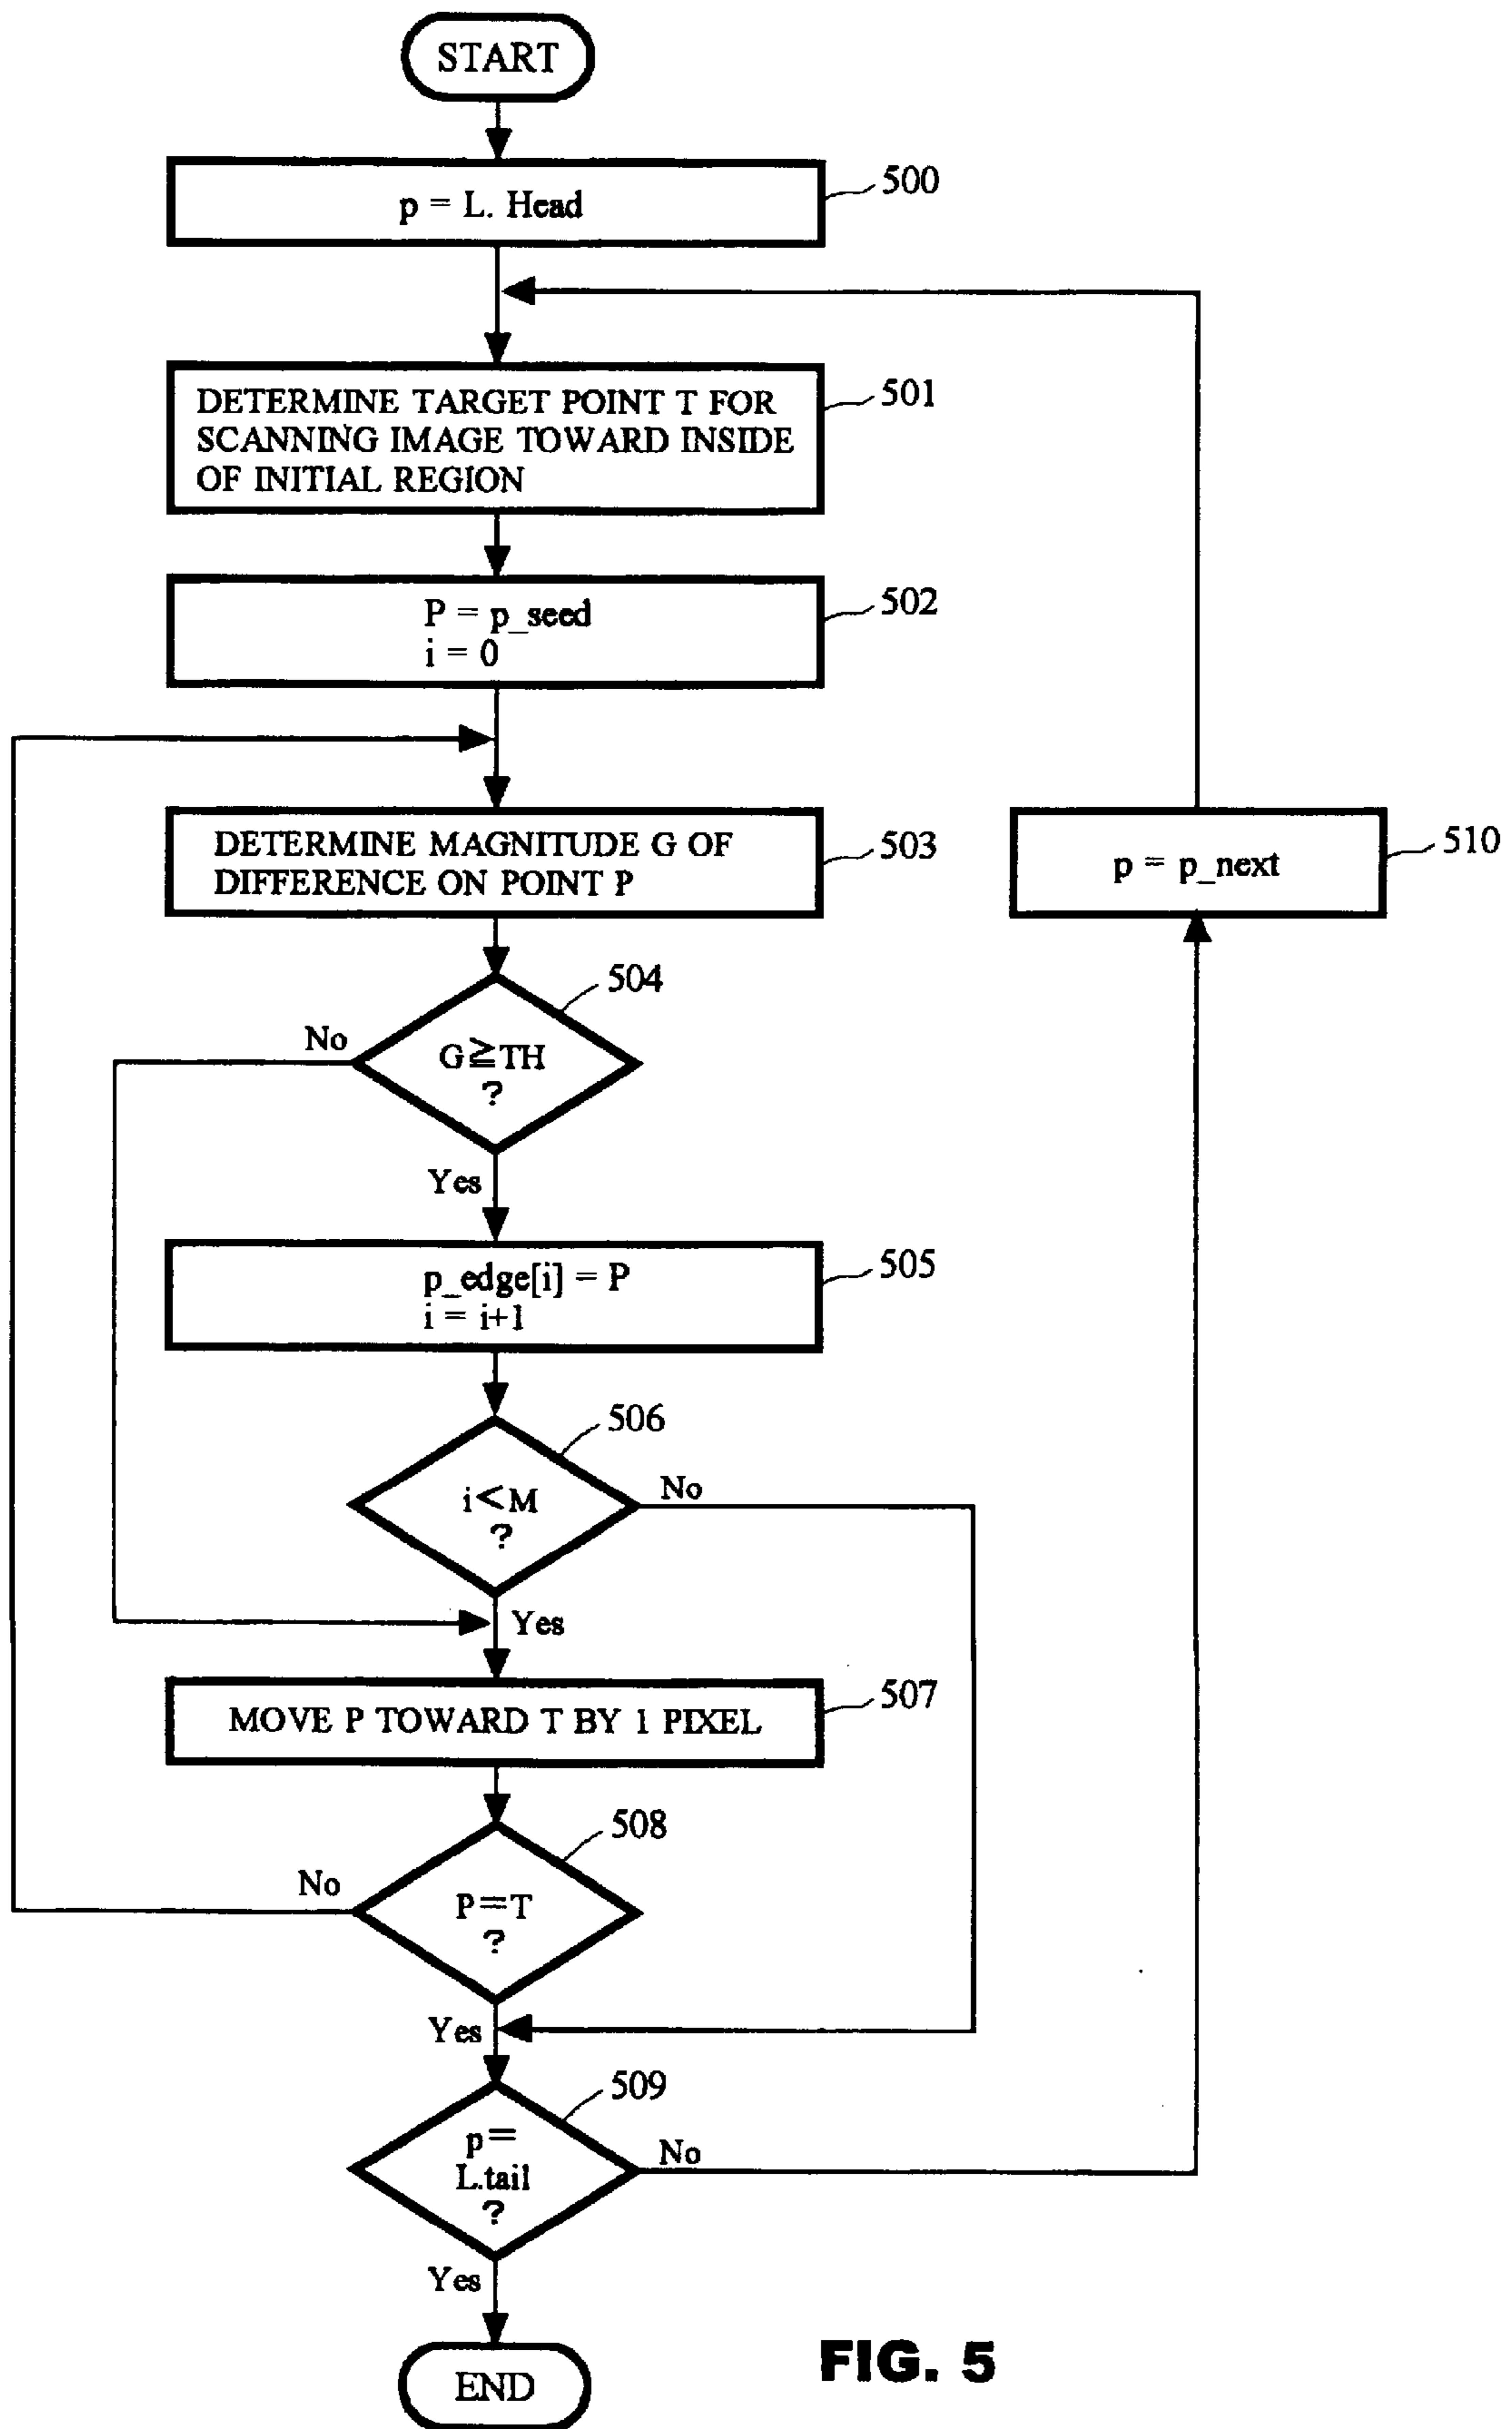 START
p = L. Head
500
DETERMINE TARGET POINT T FOR
SCANNING IMAGE TOWARD INSIDE
OF INITIAL REGION
501
P = p_seed
i = 0
502
DETERMINE MAGNITUDE G OF
DIFFERENCE ON POINT P
503
p = p_next
510
504
No
G≧TH
?
Yes
p_edge[i] = P
i = i+1
505
506
i<M
?
No
Yes
MOVE P TOWARD T BY 1 PIXEL
507
508
No
P=T
?
Yes
509
p=
L.tail
?
No
Yes
END
FIG. 5